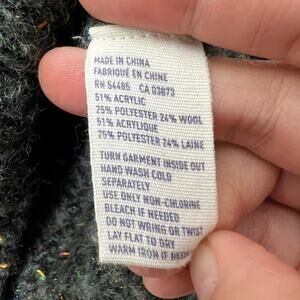 MADE IN CHINA
FABRIQUÉ EN CHINE
RN 54485 CA 03873
51% ACRYLIC
25% POLYESTER 24% WOOL
51% ACRYLIQUE
25% POLYESTER 24% LAINE
TURN GARMENT INSIDE OUT
HAND WASH COLD
SEPARATELY
USE ONLY NON-CHLORINE
BLEACH IF NEEDED
DO NOT WRING OR TWIST
LAY FLAT TO DRY
WARM IRON IF